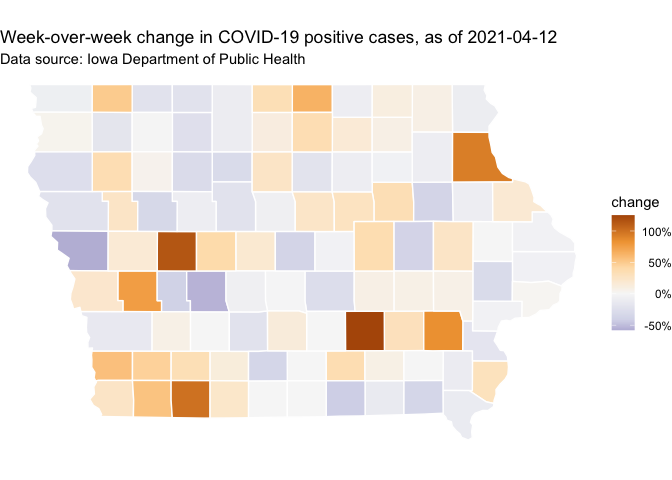 Week-over-week change in COVID-19 positive cases, as of 2021-04-12
Data source: Iowa Department of Public Health
change
100%
50%
0%
-50%